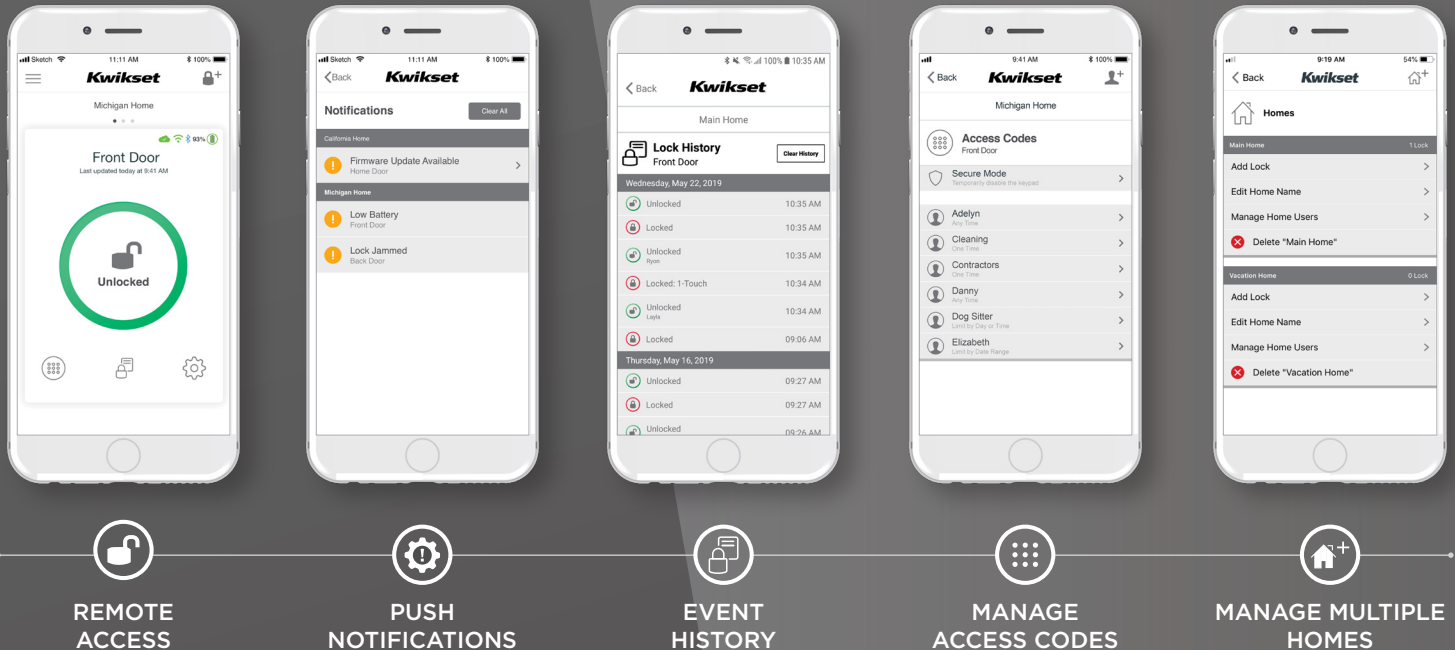 Sketch 11:11 AM 100%
Kwikset
Michigan Home
93%
Front Door
Last updated today at 9:41 AM
Unlocked
REMOTE
ACCESS
Sketch 11:11 AM 100%
Back Kwikset
Notifications Clear All
California Home
Firmware Update Available
Home Door
Michigan Home
Low Battery
Front Door
Lock Jammed
Back Door
PUSH
NOTIFICATIONS
100% 10:35 AM
Back Kwikset
Main Home
Lock History
Front Door
Clear History
Wednesday, May 22, 2019
Unlocked 10:35 AM
Locked 10:35 AM
Unlocked 10:35 AM
Ryan
Locked: 1-Touch 10:34 AM
Unlocked 10:34 AM
Layla
Locked 09:06 AM
Thursday, May 16, 2019
Unlocked 09:27 AM
Locked 09:27 AM
Unlocked 09:26 AM
EVENT
HISTORY
9:41 AM 100%
Back Kwikset
Michigan Home
Access Codes
Front Door
Secure Mode
Temporarily disable the keypad
Adelyn
Any Time
Cleaning
One Time
Contractors
One Time
Danny
Any Time
Dog Sitter
Limit by Day or Time
Elizabeth
Limit by Date Range
MANAGE
ACCESS CODES
9:19 AM 54%
Back Kwikset
Homes
Main Home 1 Lock
Add Lock
Edit Home Name
Manage Home Users
Delete "Main Home"
Vacation Home 0 Lock
Add Lock
Edit Home Name
Manage Home Users
Delete "Vacation Home"
MANAGE MULTIPLE
HOMES